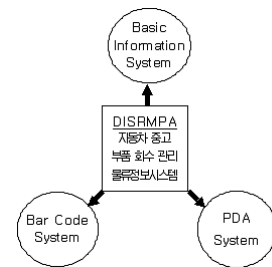 Basic
Information
System
DISRMPA
자동차 중고
부품 회수 관리
물류정보시스템
Bar Code
System
PDA
System